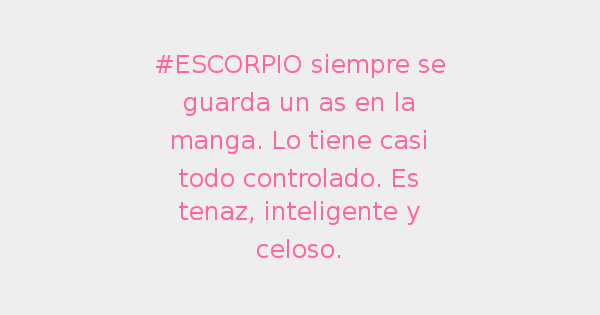 #ESCORPIO siempre se
guarda un as en la
manga. Lo tiene casi
todo controlado. Es
tenaz, inteligente y
celoso.